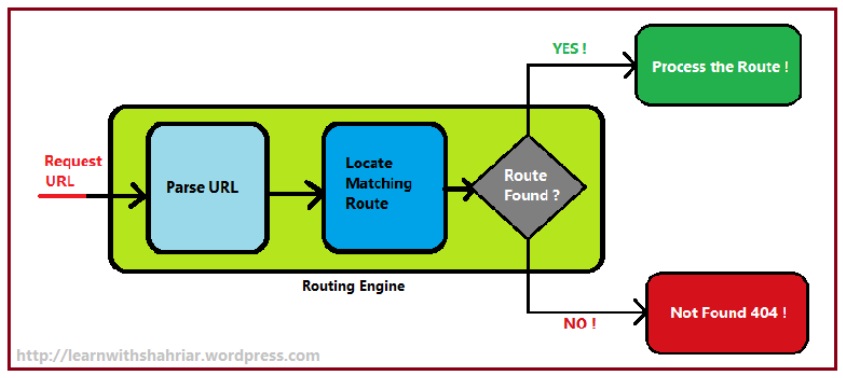 YES !
Process the Route !
Request
URL
Parse URL
Locate
Matching
Route
Route
Found ?
Routing Engine
NO !
Not Found 404 !
http://learnwithshahriar.wordpress.com